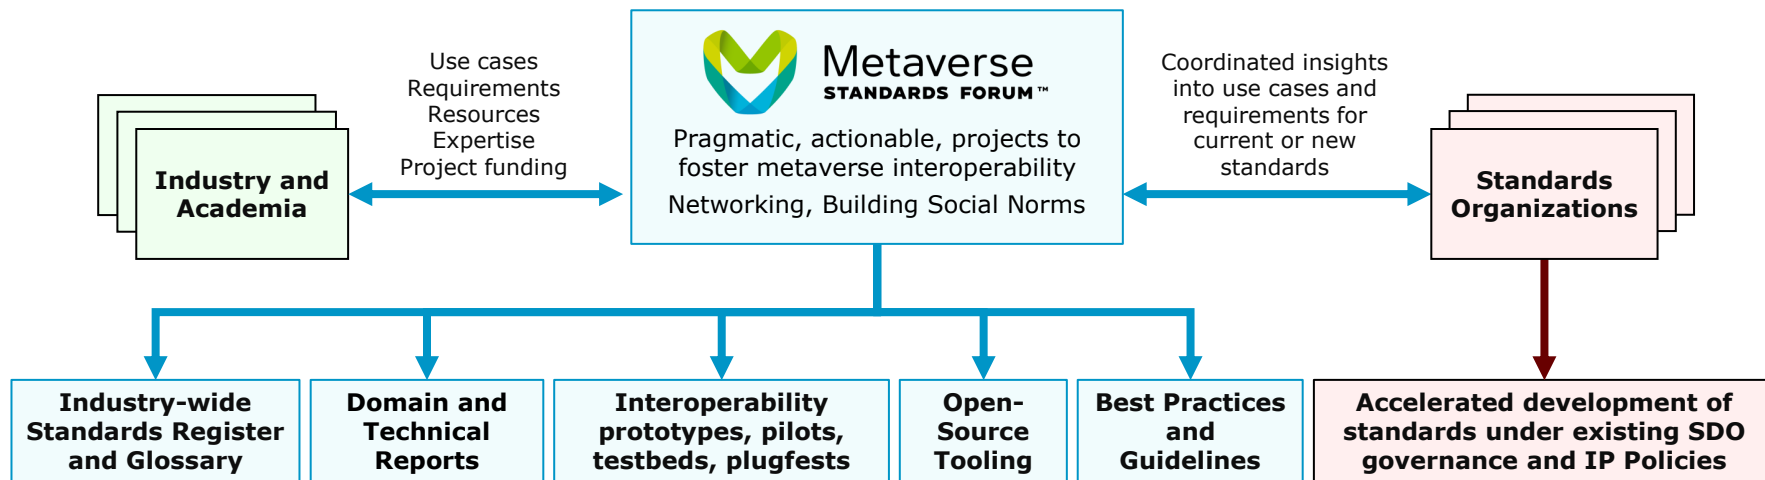 Use cases
Requirements
Resources
Expertise
Project funding
Industry and
Academia
Metaverse
STANDARDS FORUM™
Pragmatic, actionable, projects to
foster metaverse interoperability
Networking, Building Social Norms
Coordinated insights
into use cases and
requirements for
current or new
standards
Standards
Organizations
Industry-wide
Standards Register
and Glossary
Domain and
Technical
Reports
Interoperability
prototypes, pilots,
testbeds, plugfests
Open-
Source
Tooling
Best Practices
and
Guidelines
Accelerated development of
standards under existing SDO
governance and IP Policies